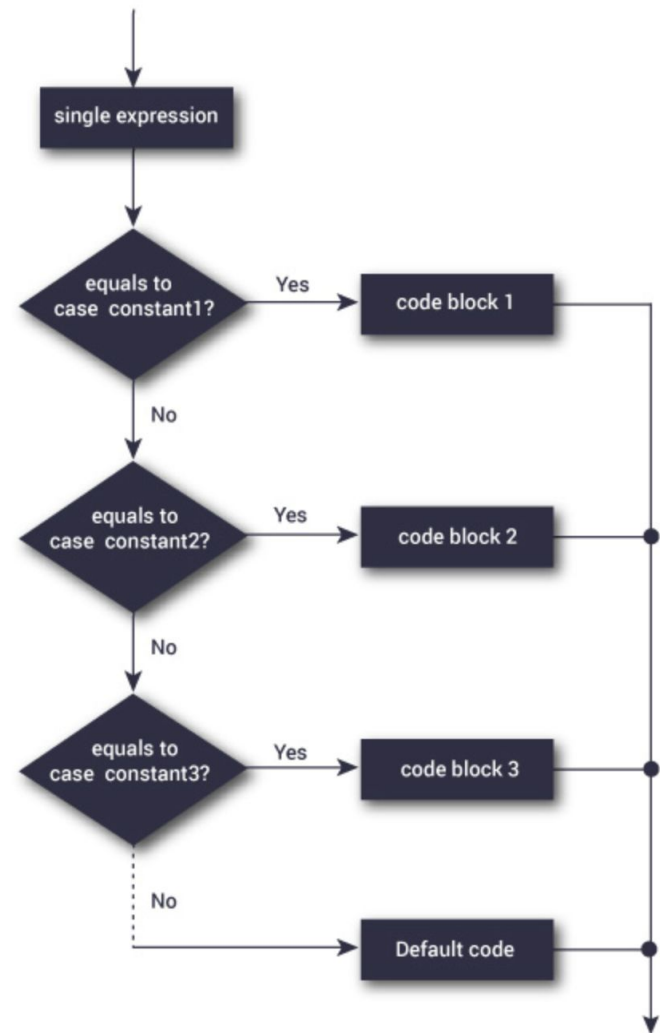 single expression
equals to
case constant1?
Yes
code block 1
No
equals to
case constant2?
Yes
code block 2
No
equals to
case constant3?
Yes
code block 3
No
Default code